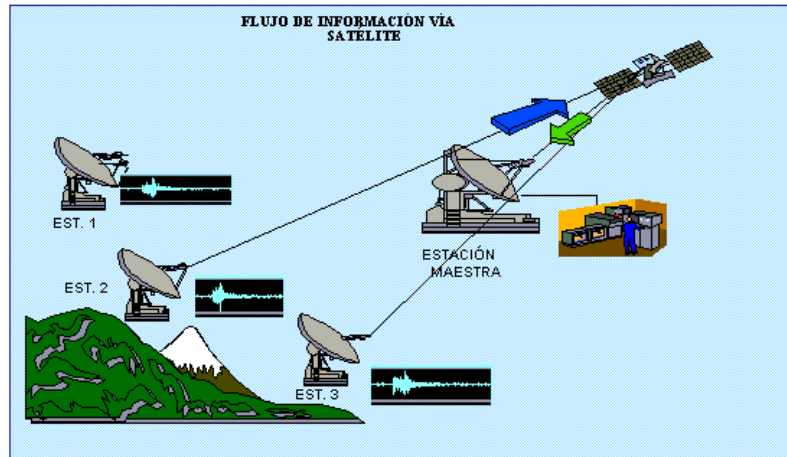 FLUJO DE INFORMACIÓN VÍA
SATÉLITE
EST. 1
ESTACIÓN
MAESTRA
EST. 2
EST. 3